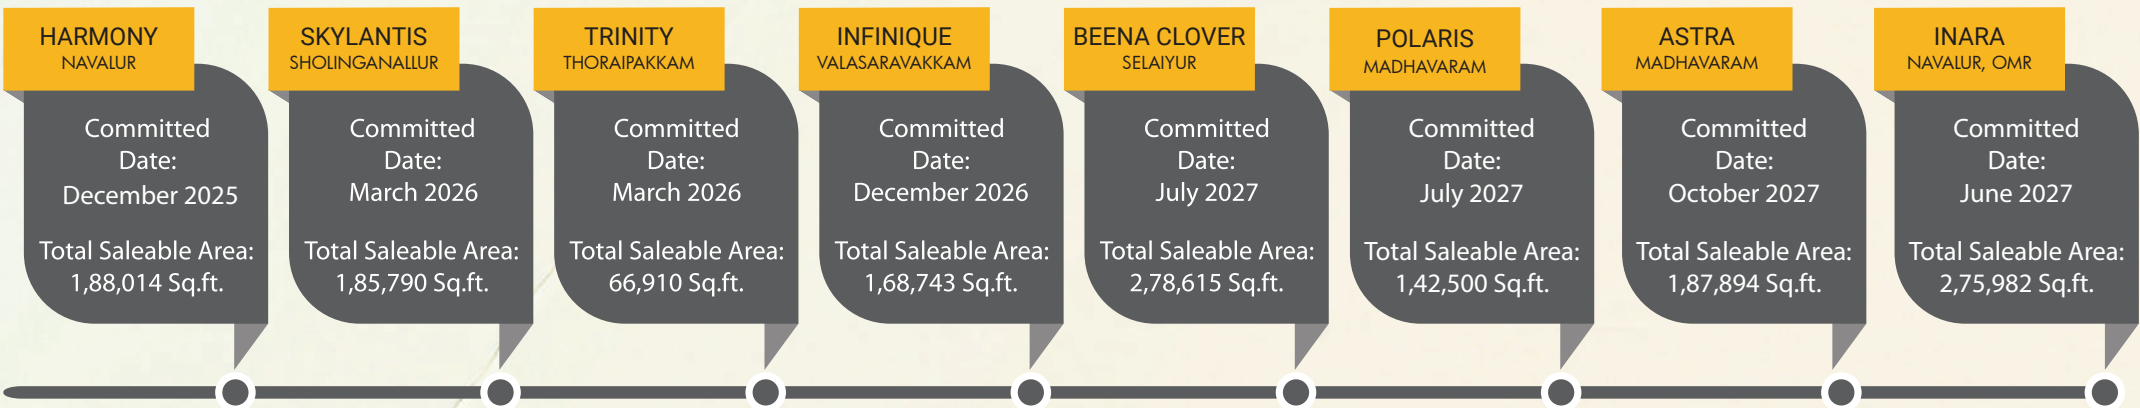 HARMONY
NAVALUR
Committed
Date:
December 2025
Total Saleable Area:
1,88,014 Sq.ft.
SKYLANTIS
SHOLINGANALLUR
Committed
Date:
March 2026
Total Saleable Area:
1,85,790 Sq.ft.
TRINITY
THORAIPAKKAM
Committed
Date:
March 2026
Total Saleable Area:
66,910 Sq.ft.
INFINIQUE
VALASARAVAKKAM
Committed
Date:
December 2026
Total Saleable Area:
1,68,743 Sq.ft.
BEENA CLOVER
SELAIYUR
Committed
Date:
July 2027
Total Saleable Area:
2,78,615 Sq.ft.
POLARIS
MADHAVARAM
Committed
Date:
July 2027
Total Saleable Area:
1,42,500 Sq.ft.
ASTRA
MADHAVARAM
Committed
Date:
October 2027
Total Saleable Area:
1,87,894 Sq.ft.
INARA
NAVALUR, OMR
Committed
Date:
June 2027
Total Saleable Area:
2,75,982 Sq.ft.